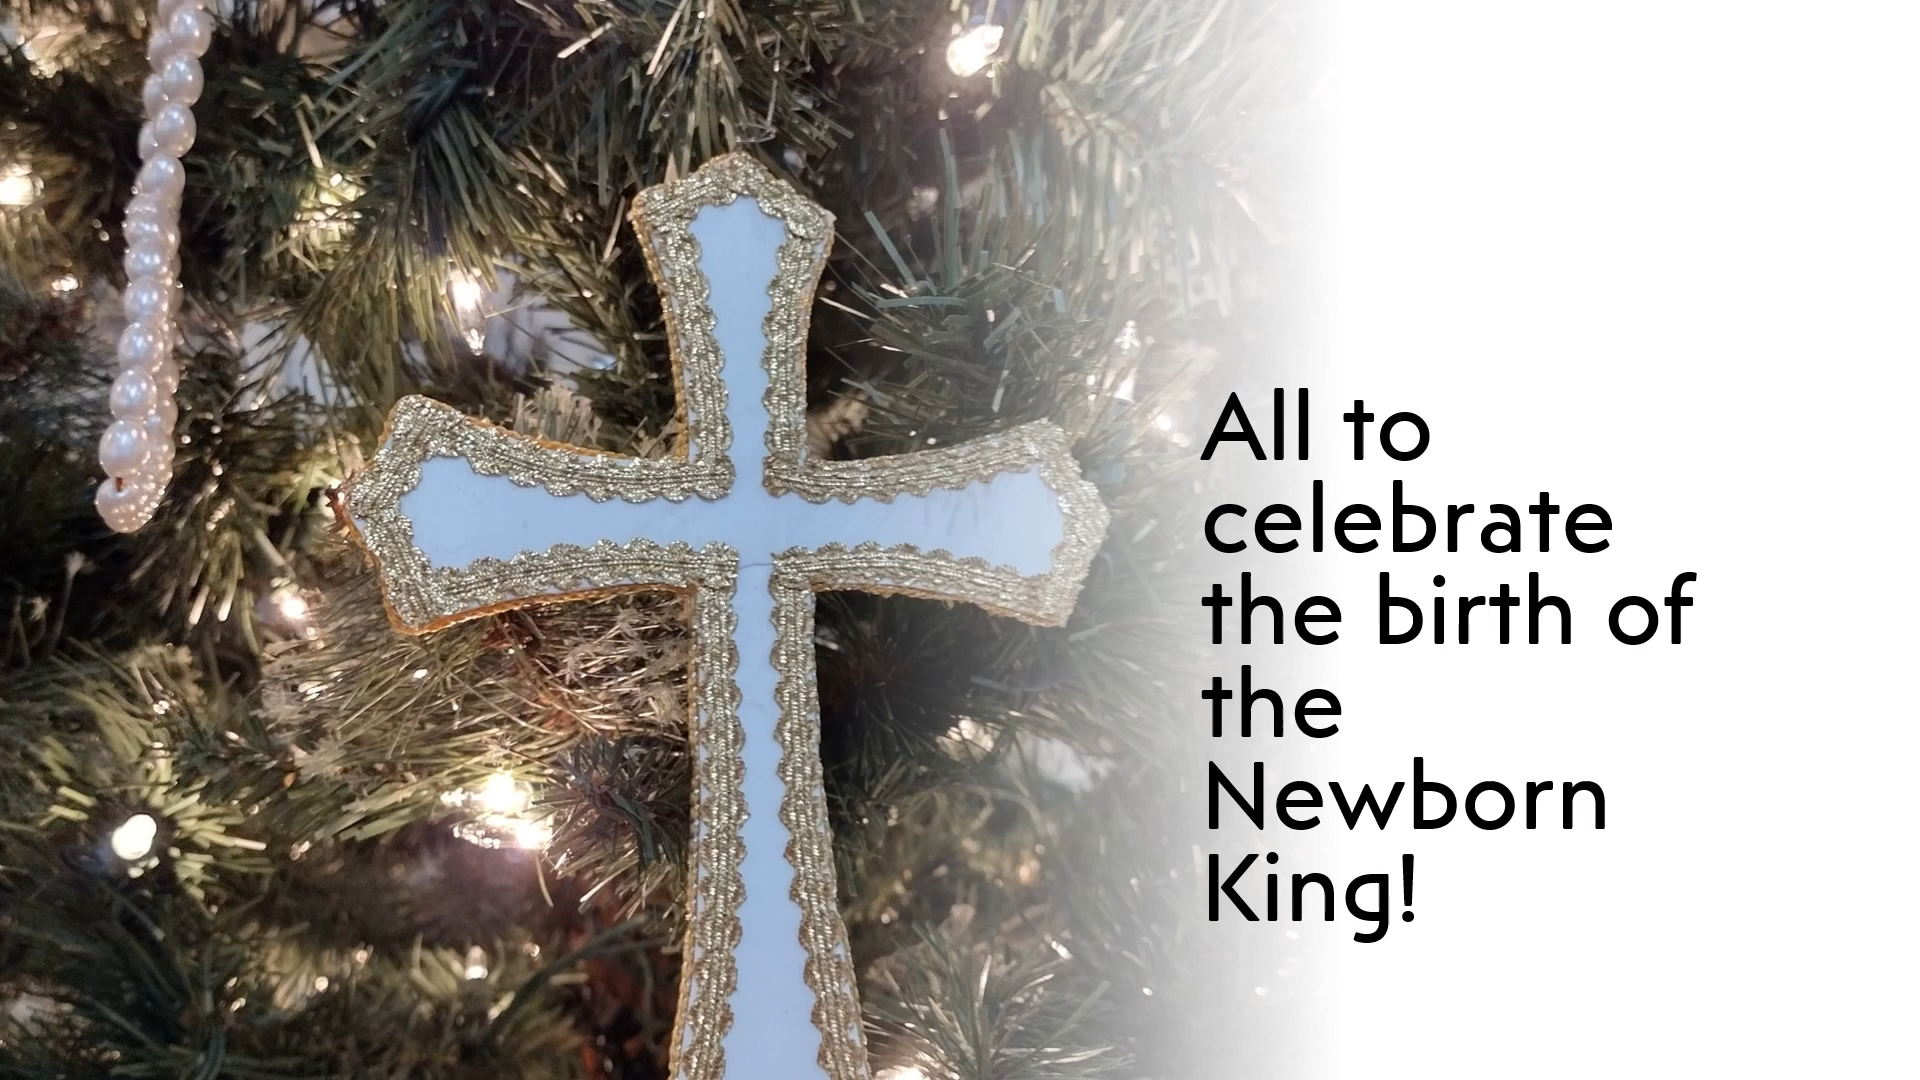 All to
celebrate
the birth of
the
Newborn
King!